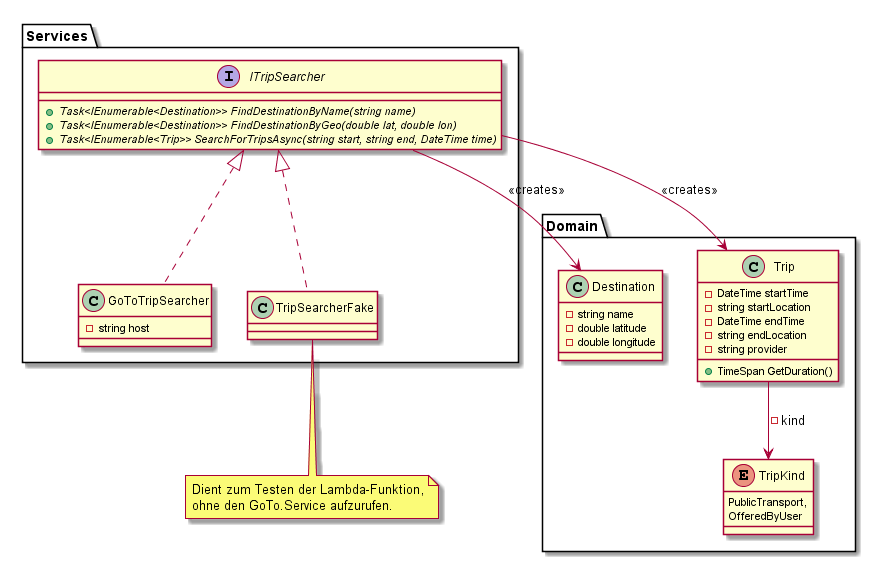 Services
I ITripSearcher
Task<IEnumerable<Destination>> FindDestinationByName(string name)
Task<IEnumerable<Destination>> FindDestinationByGeo(double lat, double lon)
Task<IEnumerable<Trip>> SearchForTripsAsync(string start, string end, DateTime time)
«creates»
«creates»
Domain
C GoToTripSearcher
string host
C TripSearcherFake
C Destination
string name
double latitude
double longitude
C Trip
DateTime startTime
string startLocation
DateTime endTime
string endLocation
string provider
TimeSpan GetDuration()
kind
E TripKind
PublicTransport,
OfferedByUser
Dient zum Testen der Lambda-Funktion,
ohne den GoTo.Service aufzurufen.